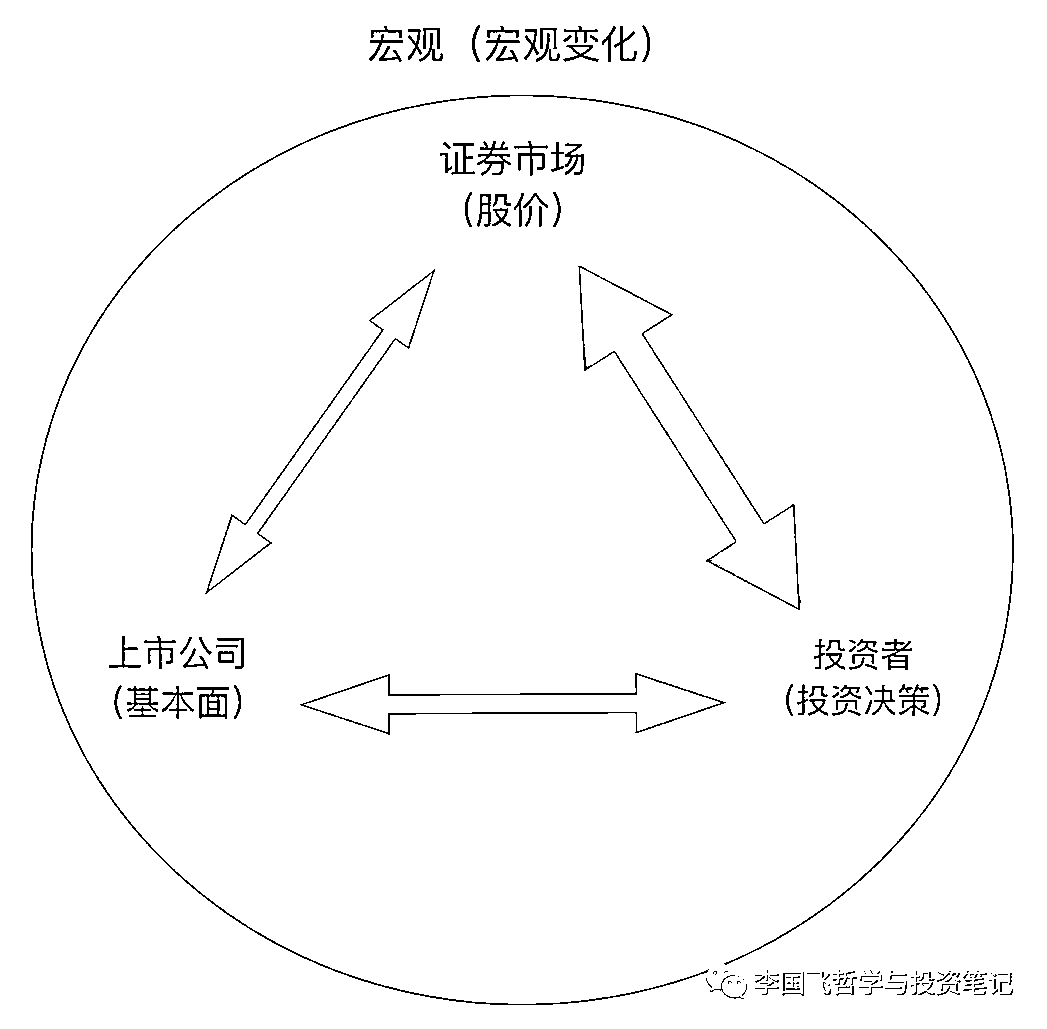 宏观（宏观变化）
证券市场
（股价）
上市公司
（基本面）
投资者
（投资决策）
李国飞哲学与投资笔记